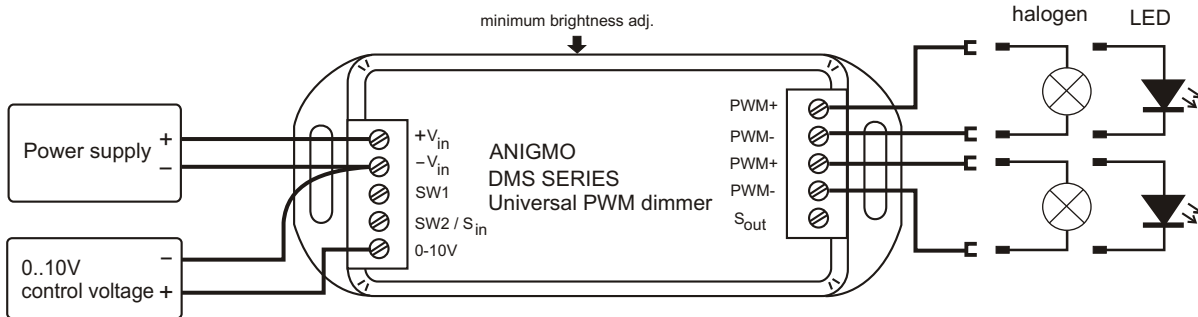 minimum brightness adj.
halogen
LED
Power supply
+
−
0..10V
control voltage
−
+
+Vin
−Vin
SW1
SW2 / Sin
0-10V
ANIGMO
DMS SERIES
Universal PWM dimmer
PWM+
PWM-
PWM+
PWM-
Sout